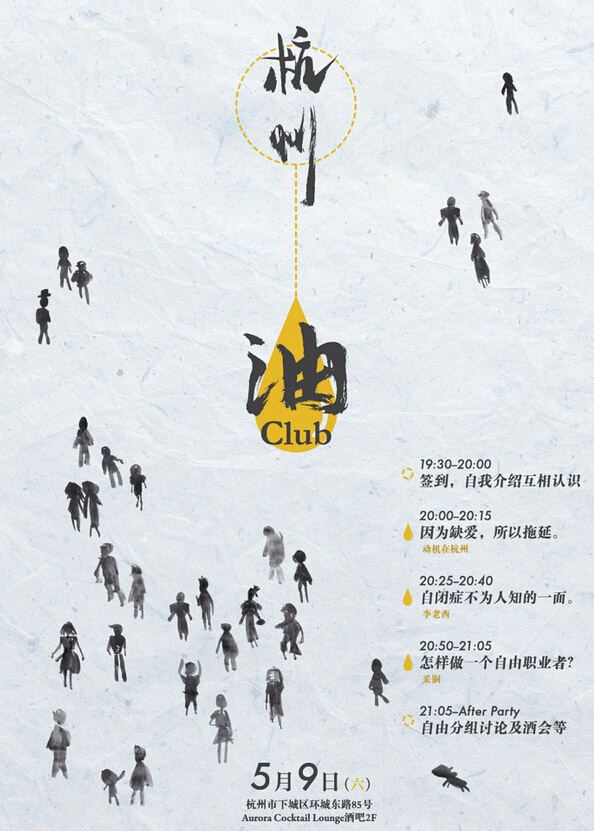 杭
州
油
Club
19:30–20:00
签到，自我介绍互相认识
20:00–20:15
因为缺爱，所以拖延。
动机在杭州
20:25–20:40
自闭症不为人知的一面。
李老西
20:50–21:05
怎样做一个自由职业者？
采铜
21:05–After Party
自由分组讨论及酒会等
5月9日（六）
杭州市下城区环城东路85号
Aurora Cocktail Lounge酒吧2F